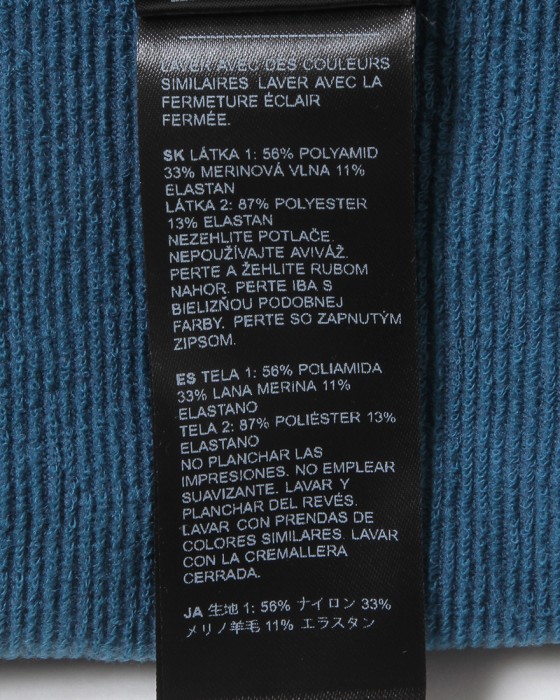 LAVER AVEC DES COULEURS
SIMILAIRES. LAVER AVEC LA
FERMETURE ÉCLAIR
FERMÉE.
SK LÁTKA 1: 56% POLYAMID
33% MERINOVÁ VLNA 11%
ELASTAN
LÁTKA 2: 87% POLYESTER
13% ELASTAN
NEZEHLITE POTLAČE.
NEPOUŽÍVAJTE AVIVÁŽ.
PERTE A ŽEHLITE RUBOM
NAHOR. PERTE IBA S
BIELIZŇOU PODOBNEJ
FARBY. PERTE SO ZAPNUTÝM
ZIPSOM.
ES TELA 1: 56% POLIAMIDA
33% LANA MERINA 11%
ELASTANO
TELA 2: 87% POLIÉSTER 13%
ELASTANO
NO PLANCHAR LAS
IMPRESIONES. NO EMPLEAR
SUAVIZANTE. LAVAR Y
PLANCHAR DEL REVÉS.
LAVAR CON PRENDAS DE
COLORES SIMILARES. LAVAR
CON LA CREMALLERA
CERRADA.
JA 生地 1: 56% ナイロン 33%
メリノ羊毛 11% エラスタン